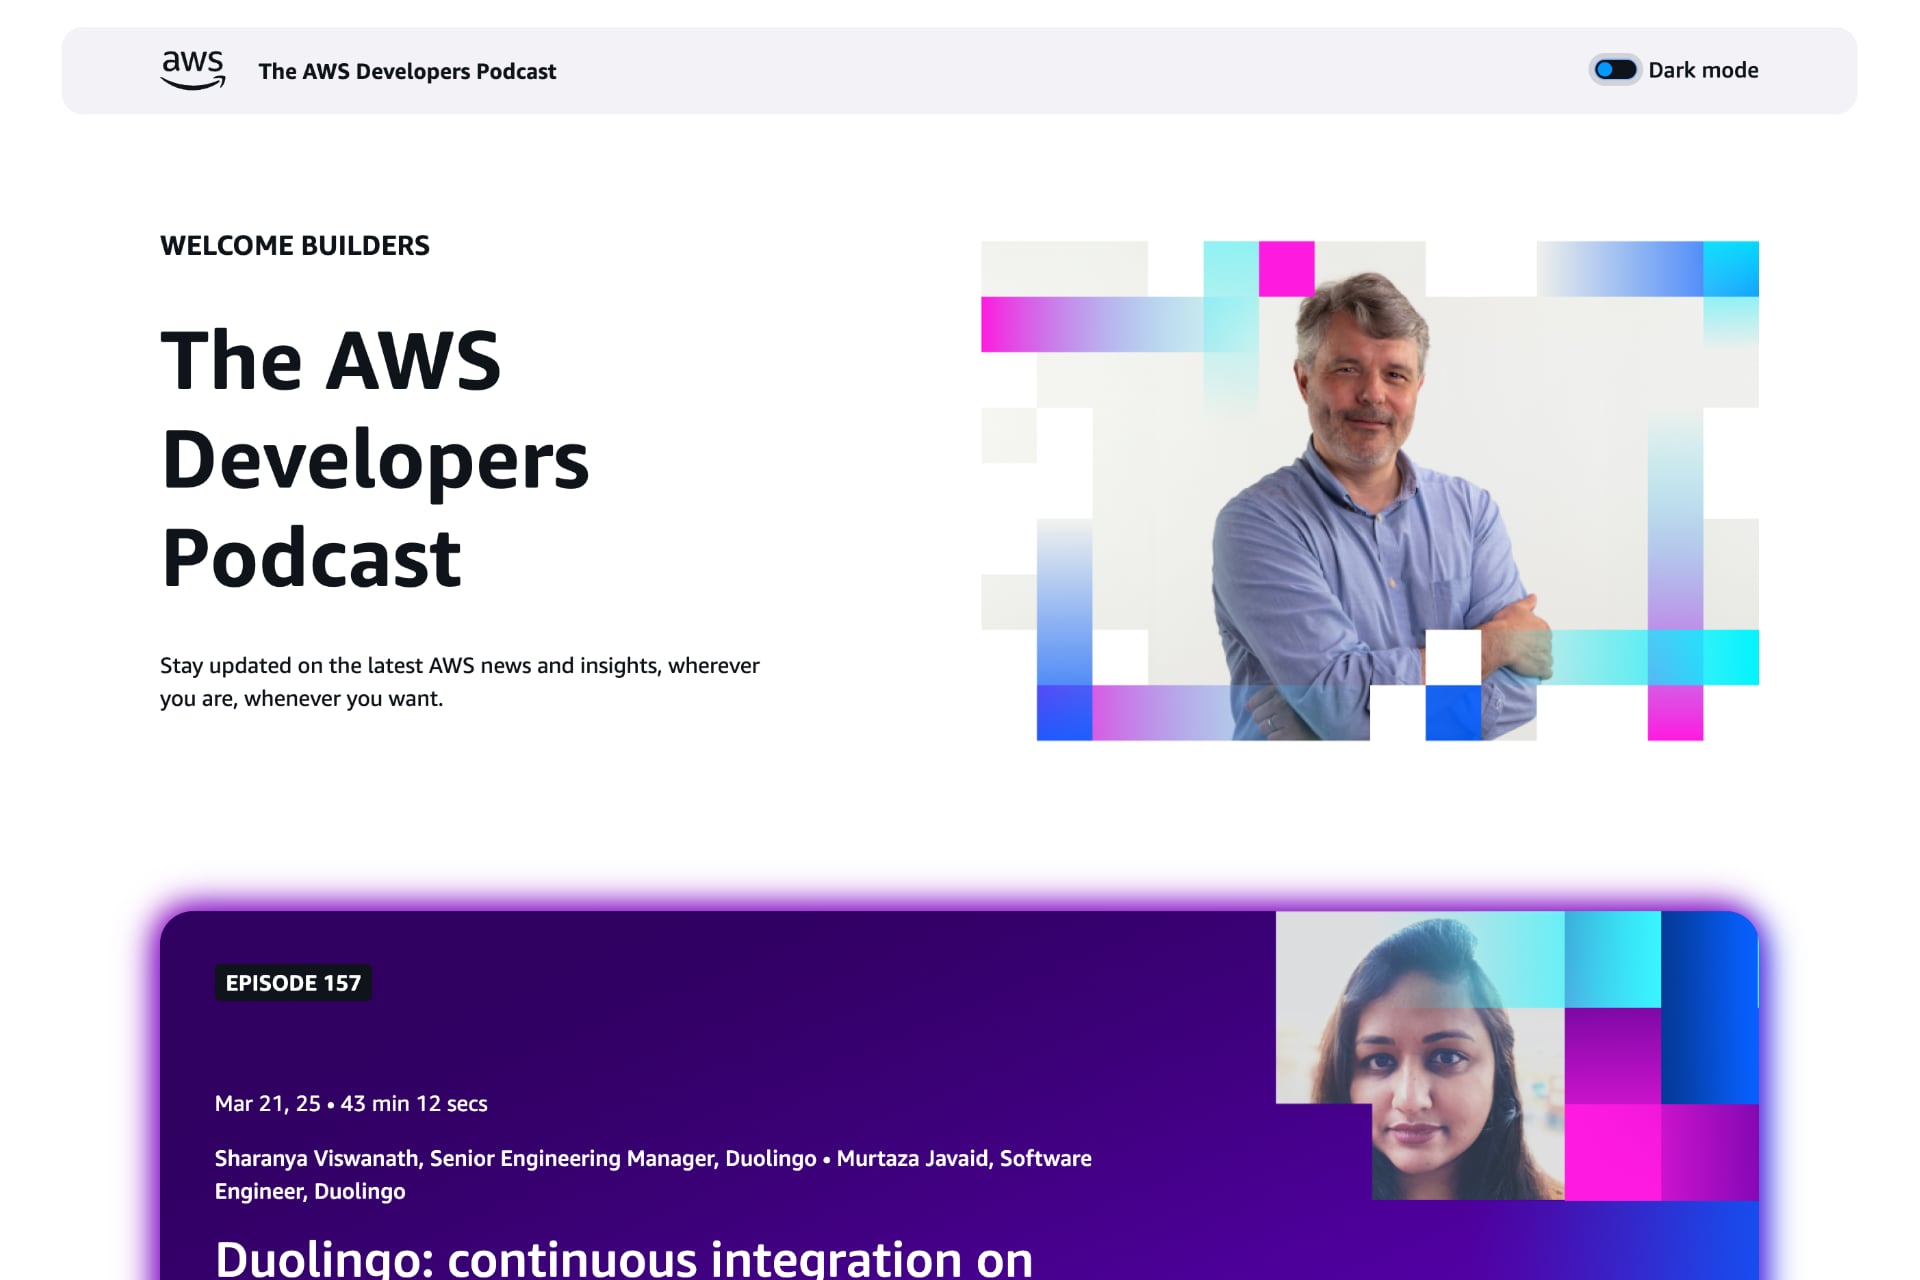 aws
The AWS Developers Podcast
Dark mode
WELCOME BUILDERS
The AWS
Developers
Podcast
Stay updated on the latest AWS news and insights, wherever
you are, whenever you want.
EPISODE 157
Mar 21, 25 • 43 min 12 secs
Sharanya Viswanath, Senior Engineering Manager, Duolingo • Murtaza Javaid, Software
Engineer, Duolingo
Duolingo: continuous integration on